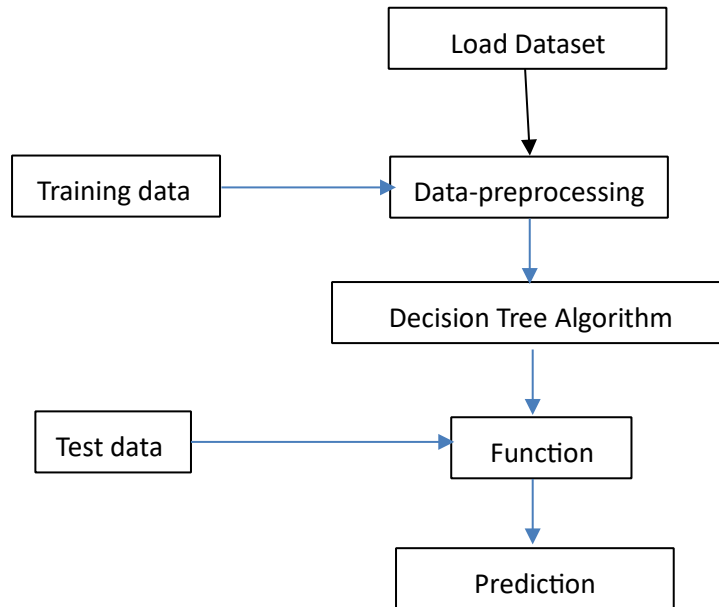 Load Dataset
Training data
Data-preprocessing
Decision Tree Algorithm
Test data
Function
Prediction